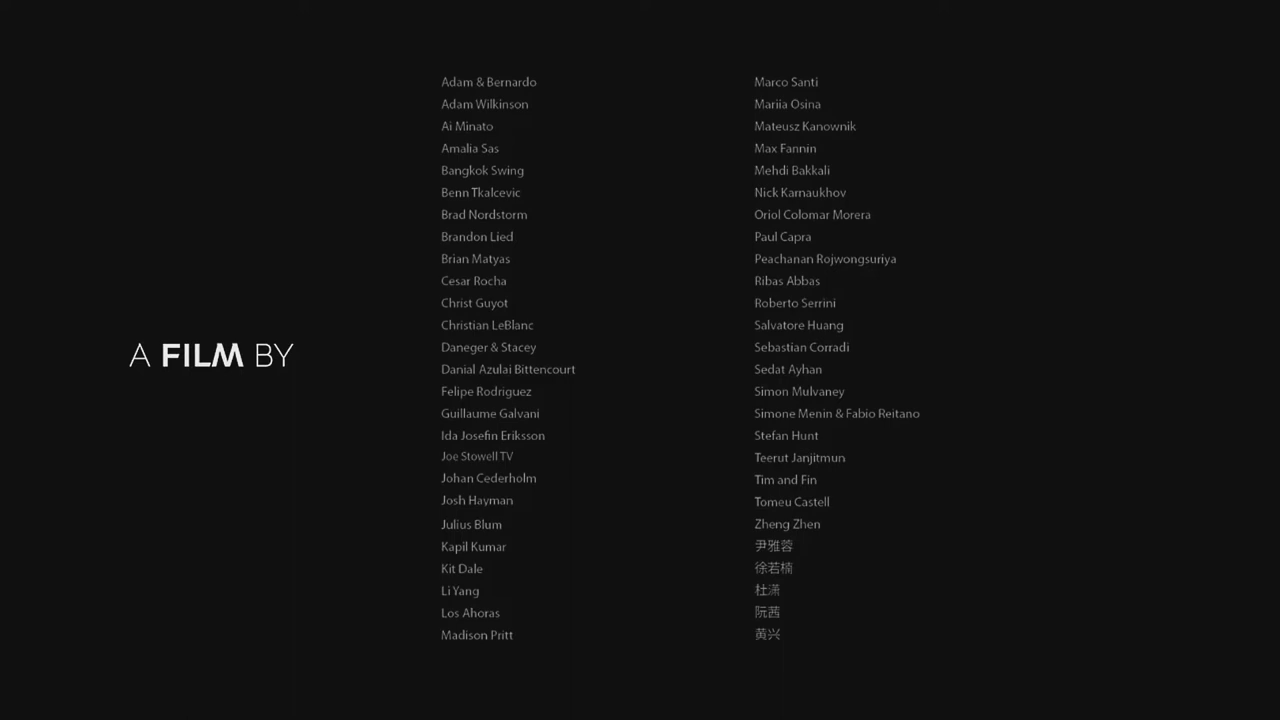 A FILM BY
Adam & Bernardo
Adam Wilkinson
Ai Minato
Amalia Sas
Bangkok Swing
Benn Tkalcevic
Brad Nordstorm
Brandon Lied
Brian Matyas
Cesar Rocha
Christ Guyot
Christian LeBlanc
Daneger & Stacey
Danial Azulai Bittencourt
Felipe Rodriguez
Guillaume Galvani
Ida Josefin Eriksson
Joe Stowell TV
Johan Cederholm
Josh Hayman
Julius Blum
Kapil Kumar
Kit Dale
Li Yang
Los Ahoras
Madison Pritt
Marco Santi
Mariia Osina
Mateusz Kanownik
Max Fannin
Mehdi Bakkali
Nick Karnaukhov
Oriol Colomar Morera
Paul Capra
Peachanan Rojwongsuriya
Ribas Abbas
Roberto Serrini
Salvatore Huang
Sebastian Corradi
Sedat Ayhan
Simon Mulvaney
Simone Menin & Fabio Reitano
Stefan Hunt
Teerut Janjitmun
Tim and Fin
Tomeu Castell
Zheng Zhen
尹雅蓉
徐若楠
杜潇
阮茜
黄兴